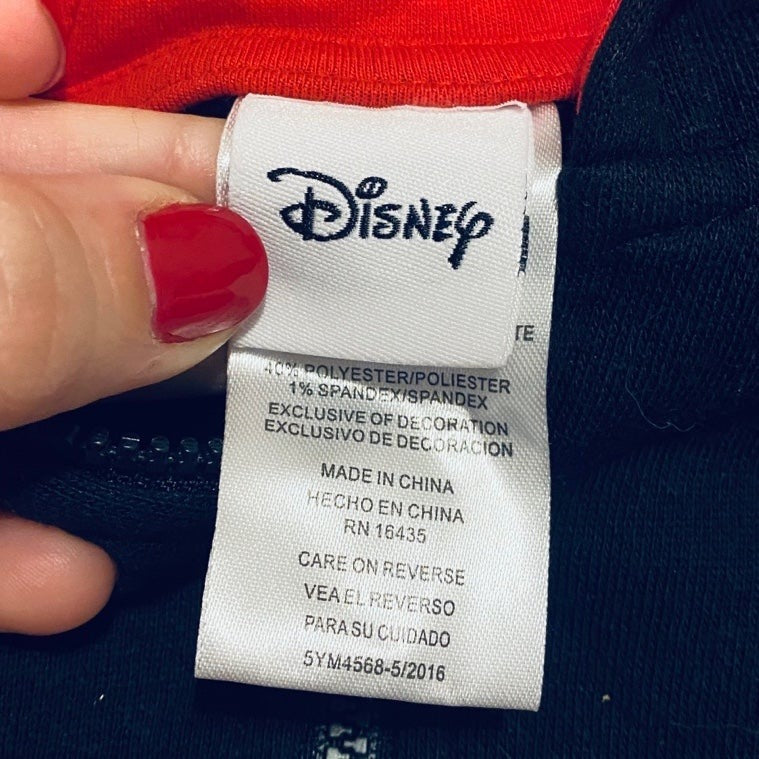 DISNEY
TE
40% POLYESTER/POLIESTER
1% SPANDEX/SPANDEX
EXCLUSIVE OF DECORATION
EXCLUSIVO DE DECORACION
MADE IN CHINA
HECHO EN CHINA
RN 16435
CARE ON REVERSE
VEA EL REVERSO
PARA SU CUIDADO
5YM4568-5/2016